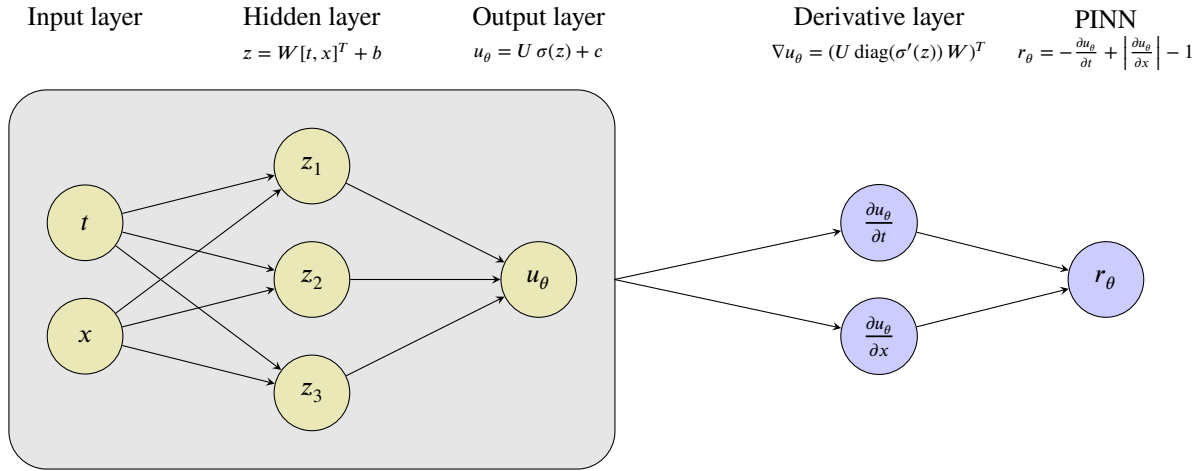 Input layer Hidden layer Output layer Derivative layer PINN
z = W[t, x]^T + b u_θ = U σ(z) + c ∇u_θ = (U diag(σ′(z)) W)^T r_θ = −∂u_θ/∂t + |∂u_θ/∂x| − 1
z_1
t ∂u_θ/∂t
z_2 u_θ r_θ
x ∂u_θ/∂x
z_3